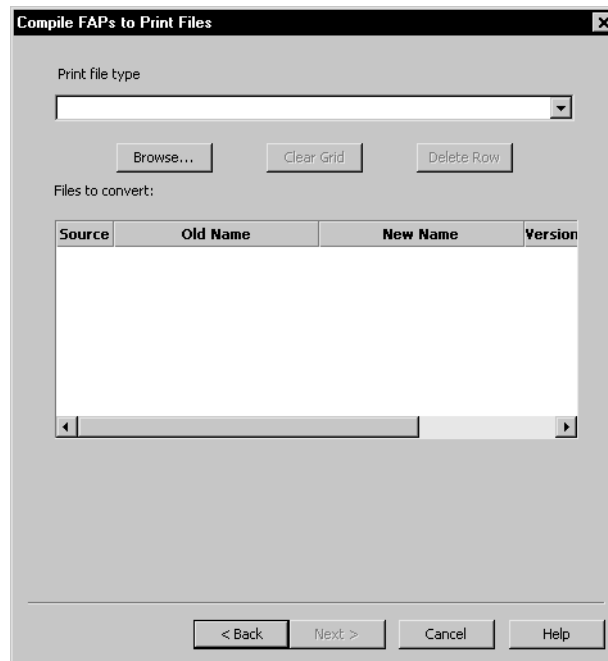 Compile FAPs to Print Files
Print file type
Browse... Clear Grid Delete Row
Files to convert:
Source Old Name New Name Version
< Back Next > Cancel Help